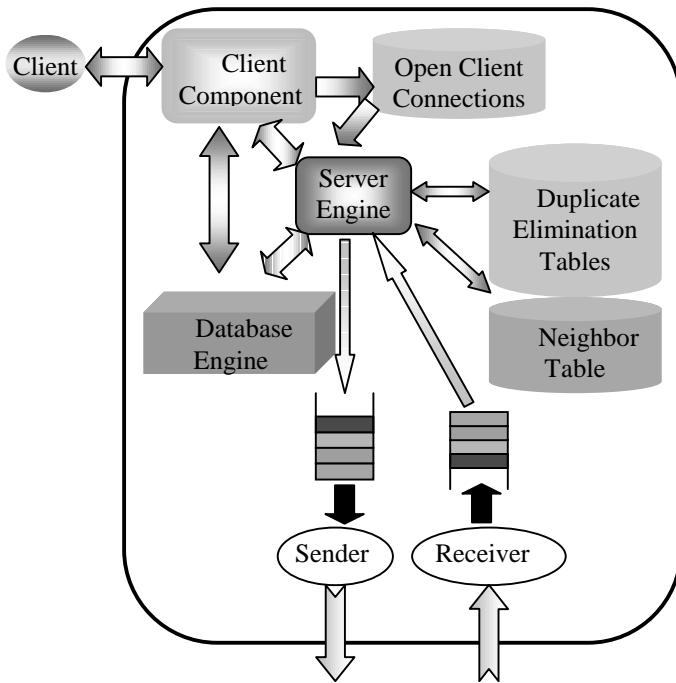 Client
Client
Component
Open Client
Connections
Server
Engine
Duplicate
Elimination
Tables
Database
Engine
Neighbor
Table
Sender
Receiver